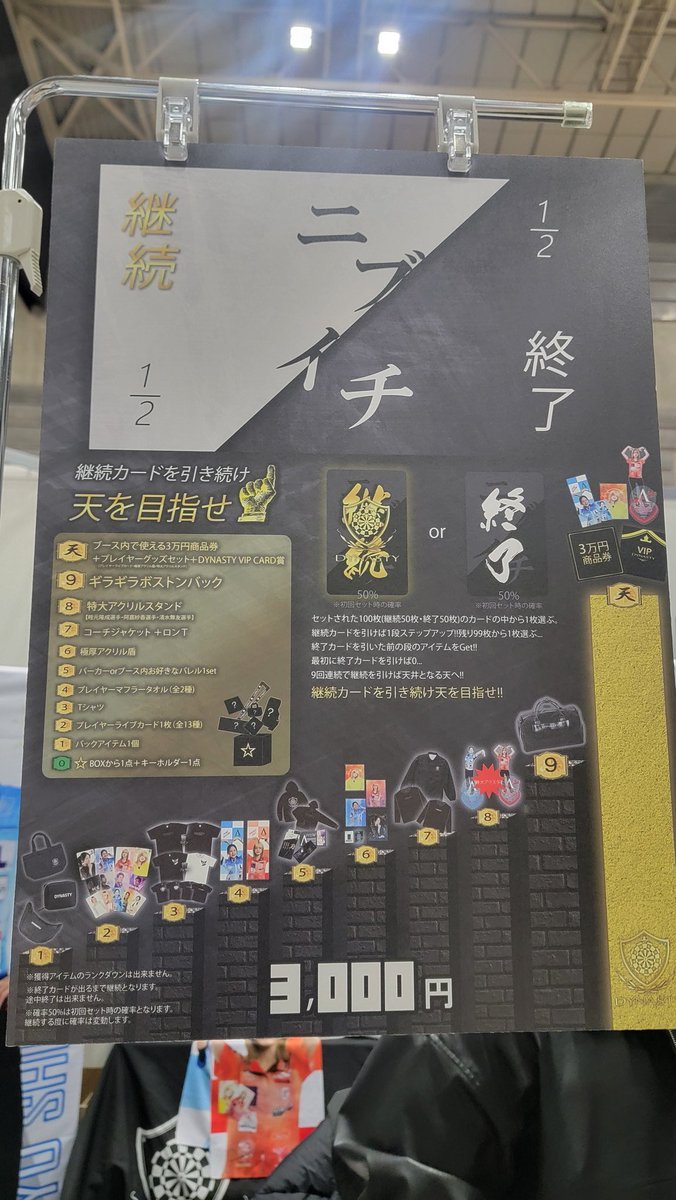 継続
1/2
ニブイチ
1/2
終了
継続カードを引き続け
天を目指せ
天 ブース内で使える3万円商品券
+プレイヤーグッズセット+DYNASTY VIP CARD賞
9 ギラギラボストンバック
8 特大アクリルスタンド
7 コーチジャケット+ロンT
6 極厚アクリル盾
5 パーカーorブース内お好きなバレル1set
4 プレイヤーマフラータオル(全2種)
3 Tシャツ
2 プレイヤーライブカード1枚(全13種)
1 バックアイテム1個
0 ☆BOXから1点+キーホルダー1点
? ? ? ?
☆
継続
or
終了
50%
※初回セット時の確率
50%
※初回セット時の確率
セットされた100枚(継続50枚・終了50枚)のカードの中から1枚選ぶ。
継続カードを引けば1段ステップアップ!!残り99枚から1枚選ぶ…
終了カードを引いた前の段のアイテムをGet!!
最初に終了カードを引けば0…
9回連続で継続を引けば天井となる天へ!!
継続カードを引き続け天を目指せ!!
3万円
商品券
VIP
天
9
8
7
6
5
4
3
2
1
DYNASTY
※獲得アイテムのランクダウンは出来ません。
※終了カードが出るまで継続となります。
途中終了は出来ません。
※確率50%は初回セット時の確率となります。
継続する度に確率は変動します。
3,000円
DYNASTY